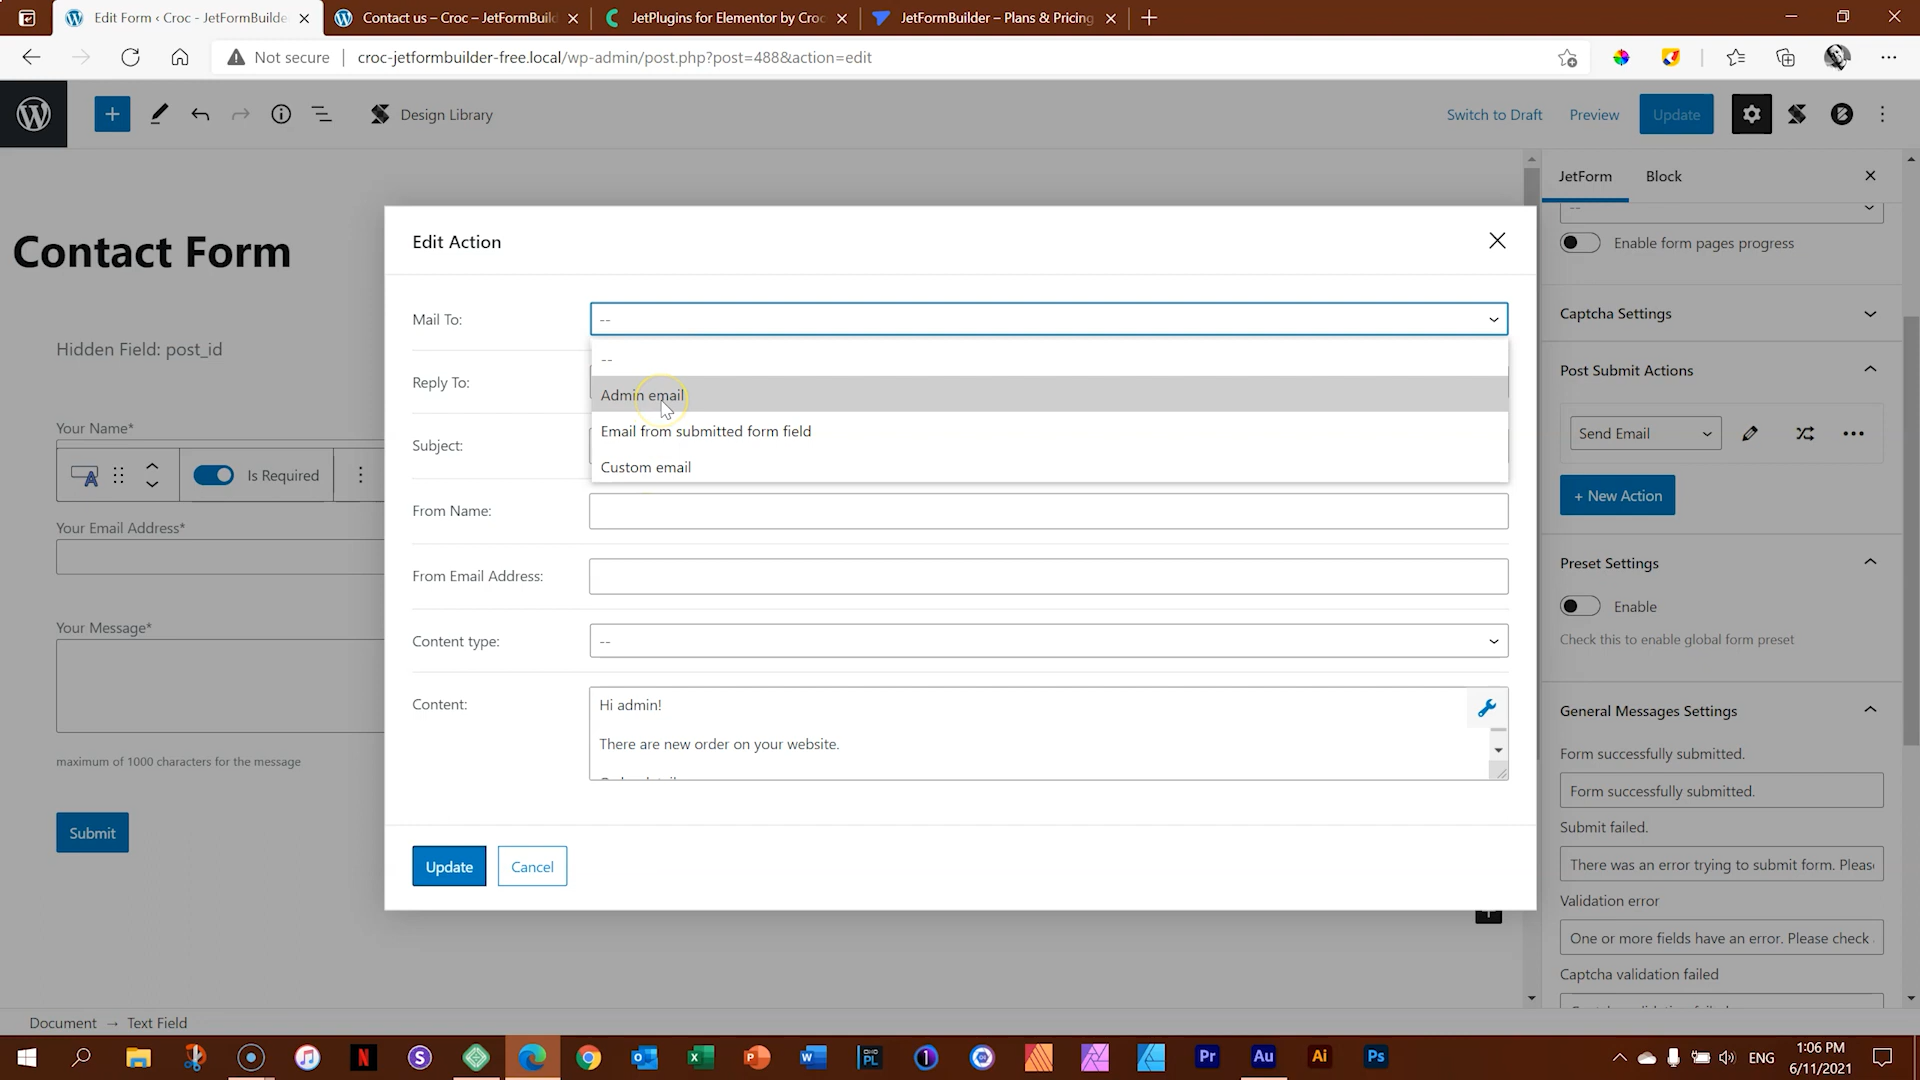 Edit Form ‹ Croc - JetFormBuilde
Contact us – Croc – JetFormBuild
JetPlugins for Elementor by Croc
JetFormBuilder – Plans & Pricing
Not secure
croc-jetformbuilder-free.local/wp-admin/post.php?post=488&action=edit
Design Library
Switch to Draft
Preview
Update
JetForm
Block
Contact Form
Hidden Field: post_id
Your Name*
Is Required
Your Email Address*
Your Message*
maximum of 1000 characters for the message
Submit
Edit Action
Mail To:
--
--
Admin email
Email from submitted form field
Custom email
Reply To:
Subject:
From Name:
From Email Address:
Content type:
--
Content:
Hi admin!
There are new order on your website.
Update
Cancel
--
Enable form pages progress
Captcha Settings
Post Submit Actions
Send Email
+ New Action
Preset Settings
Enable
Check this to enable global form preset
General Messages Settings
Form successfully submitted.
Form successfully submitted.
Submit failed.
There was an error trying to submit form. Pleas
Validation error
One or more fields have an error. Please check
Captcha validation failed
Document → Text Field
ENG
1:06 PM
6/11/2021
Pr
Au
Ai
Ps